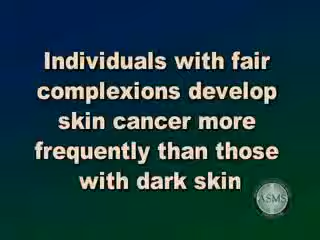 Individuals with fair
complexions develop
skin cancer more
frequently than those
with dark skin
ASMS